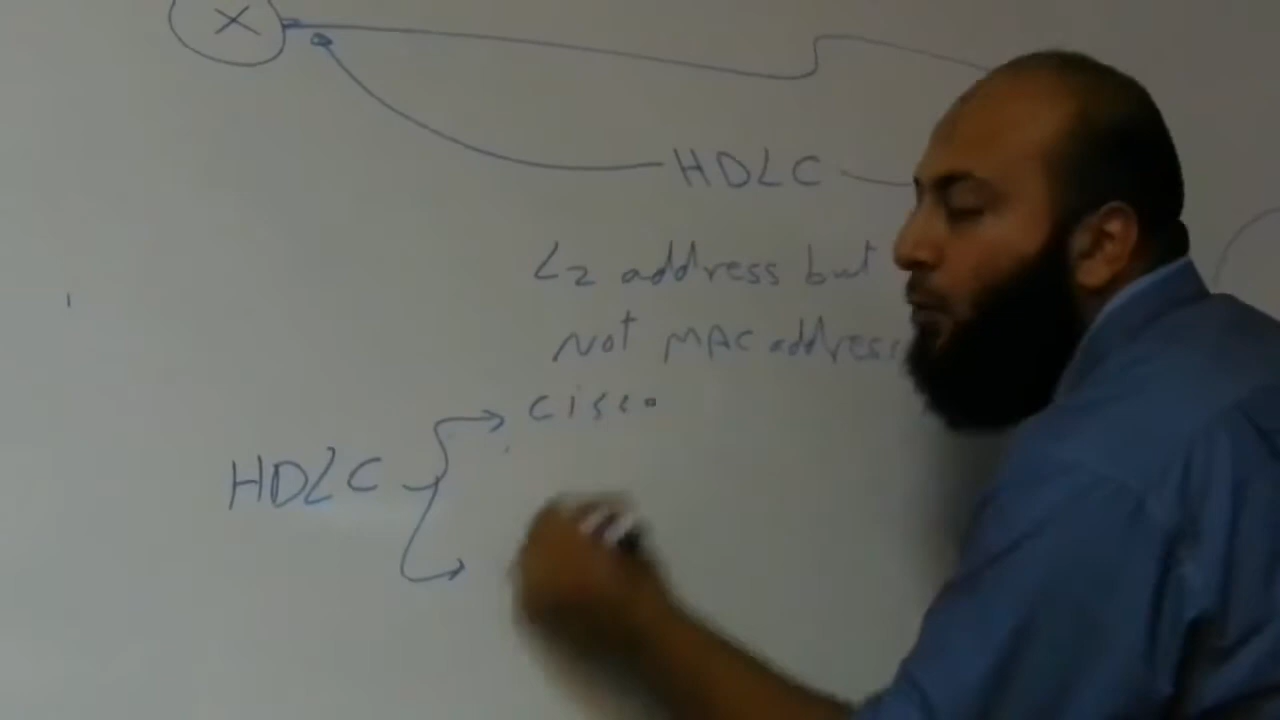 X
HDLC
L2 address but
Not MAC address
HDLC
cisco